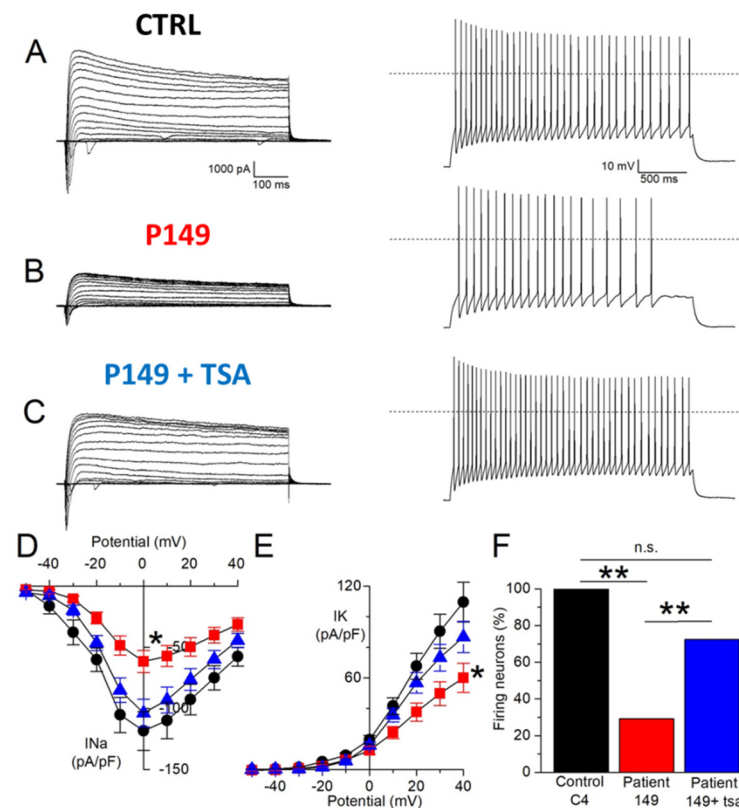 CTRL
A
1000 pA
100 ms
10 mV
500 ms
P149
B
P149 + TSA
C
D
Potential (mV)
-40 -20 0 20 40
*
-50
-100
-150
INa
(pA/pF)
E
120
IK
(pA/pF)
60
*
-40 -20 0 20 40
Potential (mV)
F
n.s.
**
**
Firing neurons (%)
100
80
60
40
20
0
Control
C4
Patient
149
Patient
149+ tsa